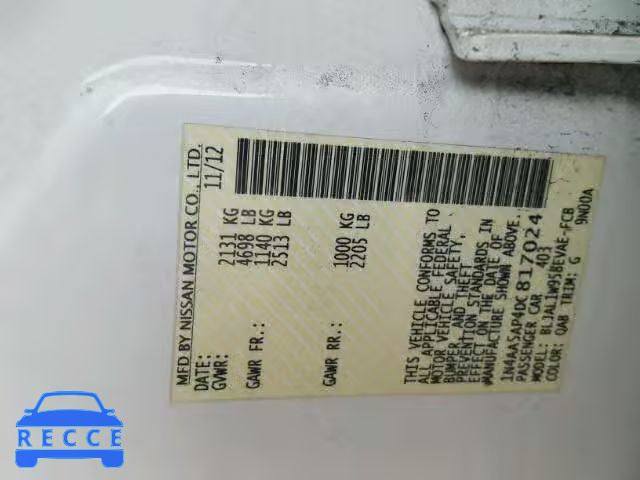 MFD BY NISSAN MOTOR CO., LTD.
DATE: 11/12
GVWR: 2131 KG
4698 LB
GAWR FR.: 1140 KG
2513 LB
GAWR RR: 1000 KG
2205 LB
THIS VEHICLE CONFORMS TO
ALL APPLICABLE FEDERAL
MOTOR VEHICLE SAFETY,
BUMPER, AND THEFT
PREVENTION STANDARDS IN
EFFECT ON THE DATE OF
MANUFACTURE SHOWN ABOVE.
1N4AA5AP4DC817024
PASSENGER CAR 403
MODEL: BLJALIW95BEVAE-FCB
COLOR: QAB TRIM: G 9N00A
RECCE